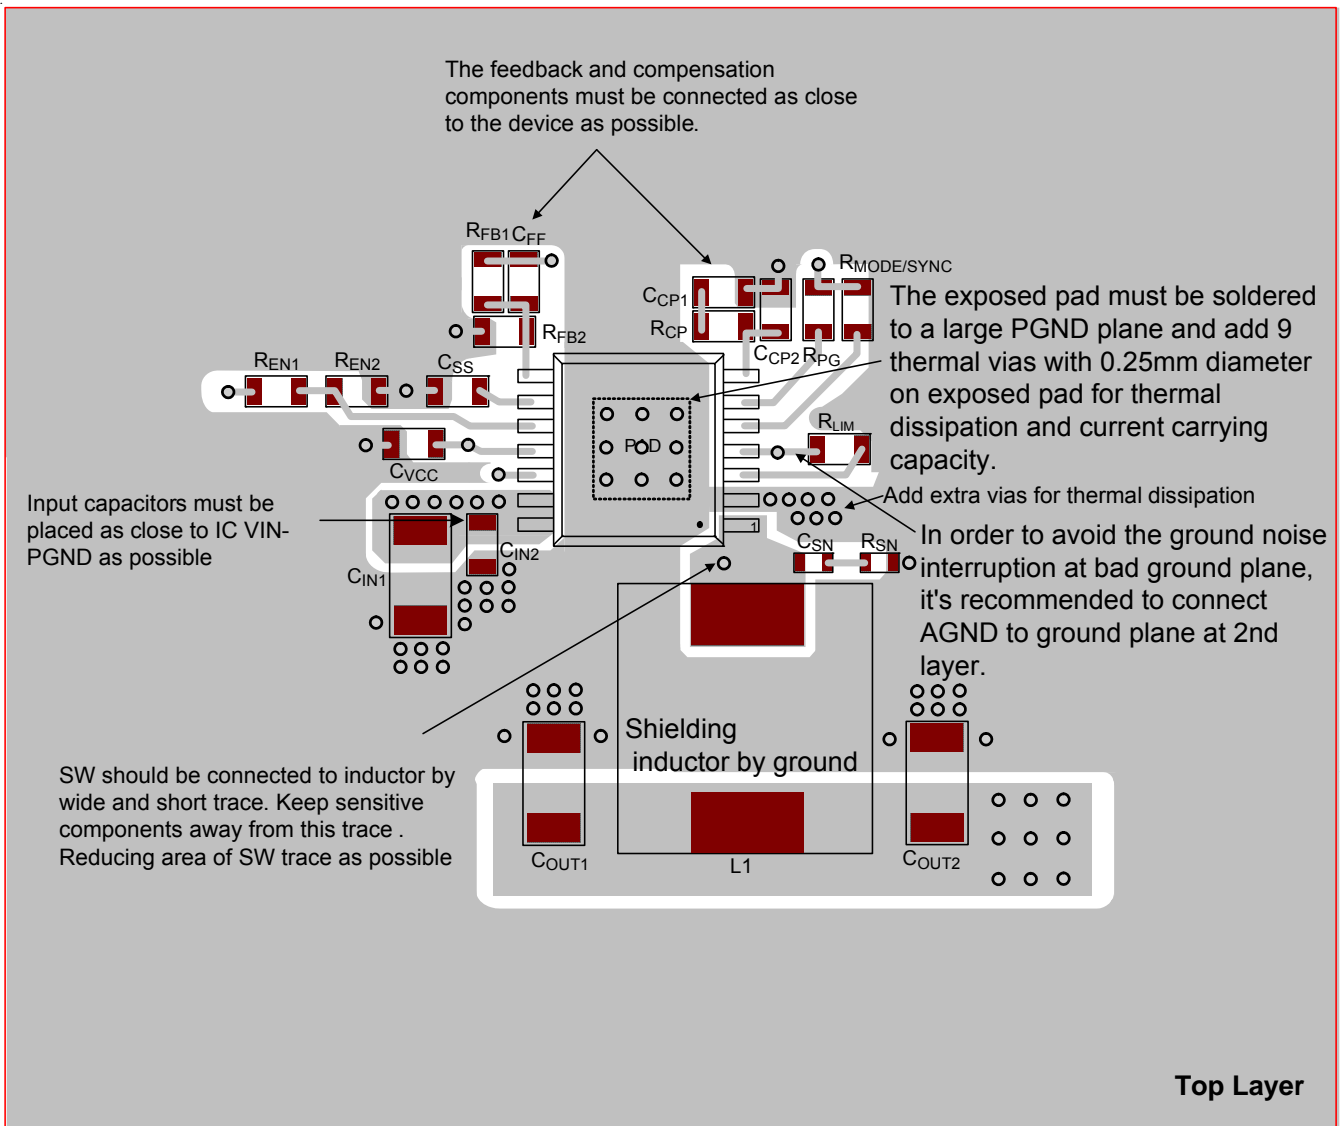 The feedback and compensation
components must be connected as close
to the device as possible.
RFB1 CFF
RMODE/SYNC
CCP1
RCP
RFB2
CCP2 RPG
REN1 REN2 CSS
The exposed pad must be soldered
to a large PGND plane and add 9
thermal vias with 0.25mm diameter
on exposed pad for thermal
dissipation and current carrying
capacity.
RLIM
PAD
CVCC
Input capacitors must be
placed as close to IC VIN-
PGND as possible
Add extra vias for thermal dissipation
1
CIN1
CIN2
CSN RSN
In order to avoid the ground noise
interruption at bad ground plane,
it's recommended to connect
AGND to ground plane at 2nd
layer.
Shielding
inductor by ground
SW should be connected to inductor by
wide and short trace. Keep sensitive
components away from this trace .
Reducing area of SW trace as possible
COUT1
L1
COUT2
Top Layer